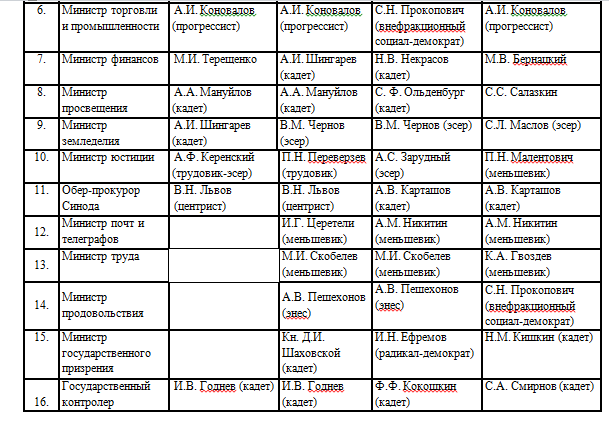 6. Министр торговли и промышленности А.И. Коновалов (прогрессист) А.И. Коновалов (прогрессист) С.Н. Прокопович (внефракционный социал-демократ) А.И. Коновалов (прогрессист)
7. Министр финансов М.И. Терещенко А.И. Шингарев (кадет) Н.В. Некрасов (кадет) М.В. Бернацкий
8. Министр просвещения А.А. Мануйлов (кадет) А.А. Мануйлов (кадет) С. Ф. Ольденбург (кадет) С.С. Салазкин
9. Министр земледелия А.И. Шингарев (кадет) В.М. Чернов (эсер) В.М. Чернов (эсер) С.Л. Маслов (эсер)
10. Министр юстиции А.Ф. Керенский (трудовик-эсер) П.Н. Переверзев (трудовик) А.С. Зарудный (эсер) П.Н. Малентович (меньшевик)
11. Обер-прокурор Синода В.Н. Львов (центрист) В.Н. Львов (центрист) А.В. Карташов (кадет) А.В. Карташов (кадет)
12. Министр почт и телеграфов И.Г. Церетели (меньшевик) А.М. Никитин (меньшевик) А.М. Никитин (меньшевик)
13. Министр труда М.И. Скобелев (меньшевик) М.И. Скобелев (меньшевик) К.А. Гвоздев (меньшевик)
14. Министр продовольствия А.В. Пешехонов (энес) А.В. Пешехонов (энес) С.Н. Прокопович (внефракционный социал-демократ)
15. Министр государственного призрения Кн. Д.И. Шаховской (кадет) И.Н. Ефремов (радикал-демократ) Н.М. Кишкин (кадет)
16. Государственный контролер И.В. Годнев (кадет) И.В. Годнев (кадет) Ф.Ф. Кокошкин (кадет) С.А. Смирнов (кадет)